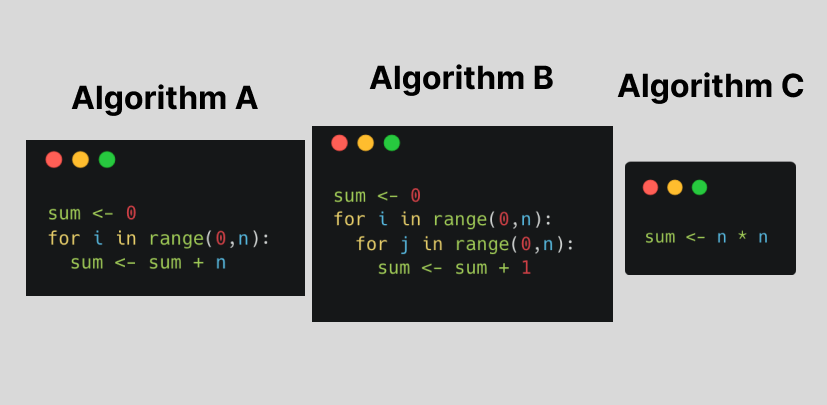 Algorithm A
sum <- 0
for i in range(0,n):
  sum <- sum + n
Algorithm B
sum <- 0
for i in range(0,n):
  for j in range(0,n):
    sum <- sum + 1
Algorithm C
sum <- n * n